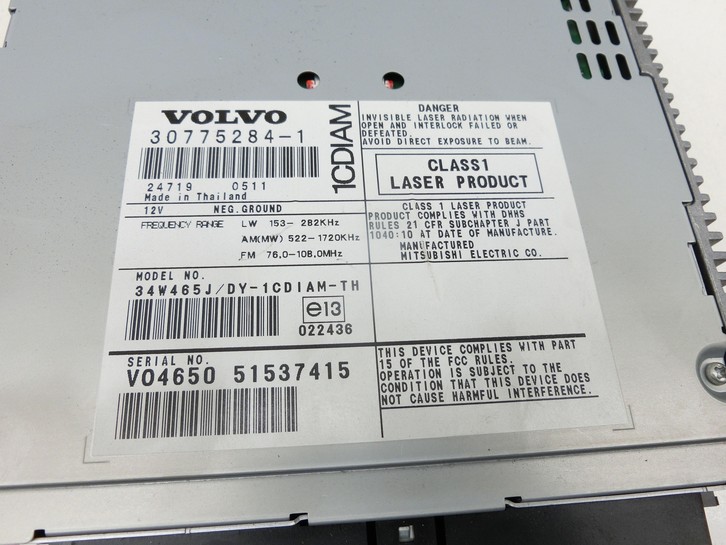 VOLVO
30775284-1
1CDIAM
24719 0511
Made in Thailand
12V NEG.GROUND
FREQUENCY RANGE LW 153- 282KHz
AM(MW) 522-1720KHz
FM 76.0-108.0MHz
MODEL NO.
34W465J/DY-1CDIAM-TH
e13
022436
SERIAL NO.
VO4650 51537415
DANGER
INVISIBLE LASER RADIATION WHEN
OPEN AND INTERLOCK FAILED OR
DEFEATED.
AVOID DIRECT EXPOSURE TO BEAM.
CLASS1
LASER PRODUCT
CLASS 1 LASER PRODUCT
PRODUCT COMPLIES WITH DHHS
RULES 21 CFR SUBCHAPTER J PART
1040:10 AT DATE OF MANUFACTURE.
MANUFACTURED
MITSUBISHI ELECTRIC CO.
THIS DEVICE COMPLIES WITH PART
15 OF THE FCC RULES.
OPERATION IS SUBJECT TO THE
CONDITION THAT THIS DEVICE DOES
NOT CAUSE HARMFUL INTERFERENCE.